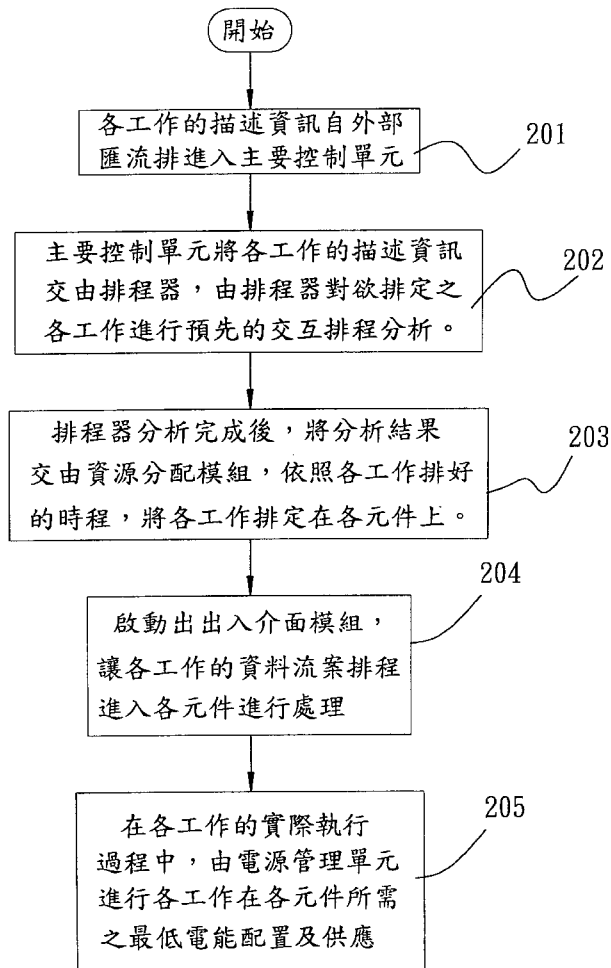 開始
各工作的描述資訊自外部
匯流排進入主要控制單元
201
主要控制單元將各工作的描述資訊
交由排程器，由排程器對欲排定之
各工作進行預先的交互排程分析。
202
排程器分析完成後，將分析結果
交由資源分配模組，依照各工作排好
的時程，將各工作排定在各元件上。
203
啟動出出入介面模組，
讓各工作的資料流案排程
進入各元件進行處理
204
在各工作的實際執行
過程中，由電源管理單元
進行各工作在各元件所需
之最低電能配置及供應
205